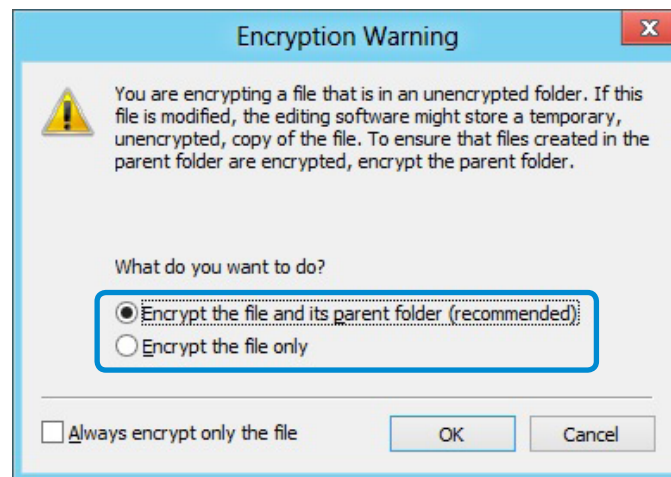 Encryption Warning
You are encrypting a file that is in an unencrypted folder. If this
file is modified, the editing software might store a temporary,
unencrypted, copy of the file. To ensure that files created in the
parent folder are encrypted, encrypt the parent folder.
What do you want to do?
Encrypt the file and its parent folder (recommended)
Encrypt the file only
Always encrypt only the file
OK
Cancel